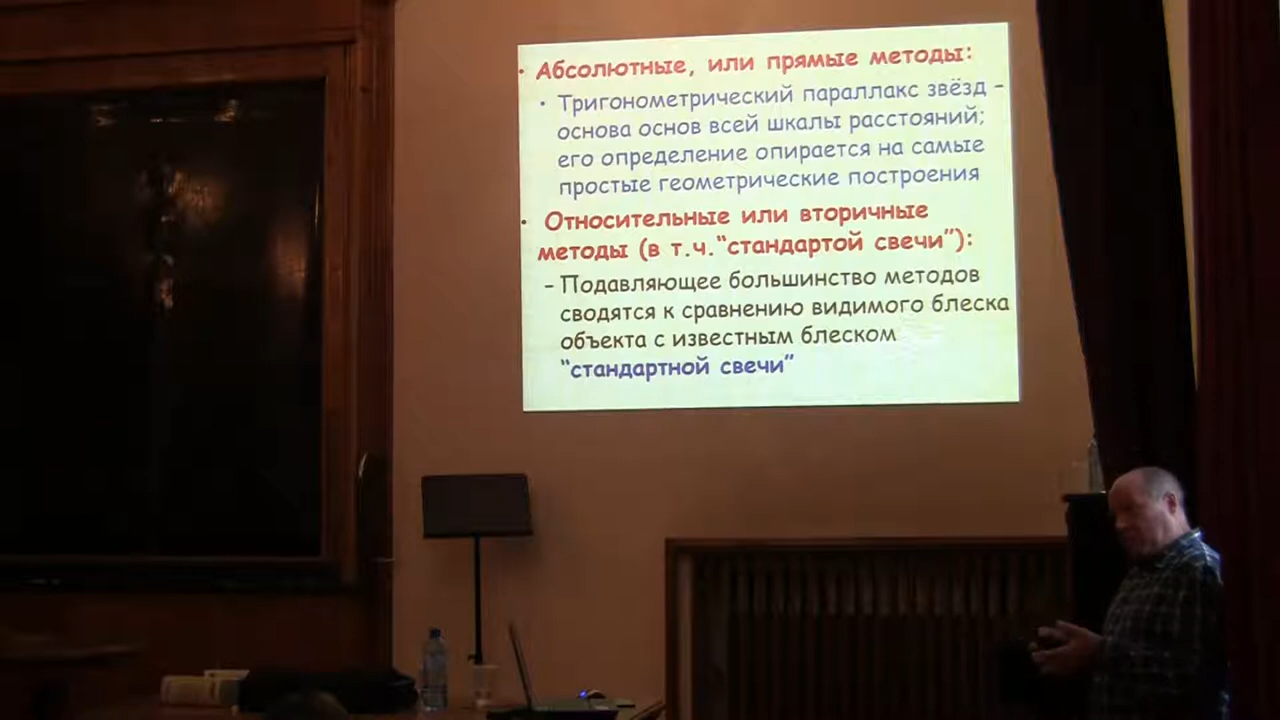 • Абсолютные, или прямые методы:
• Тригонометрический параллакс звёзд –
основа основ всей шкалы расстояний;
его определение опирается на самые
простые геометрические построения
• Относительные или вторичные
методы (в т.ч.“стандартой свечи”):
– Подавляющее большинство методов
сводятся к сравнению видимого блеска
объекта с известным блеском
“стандартной свечи”